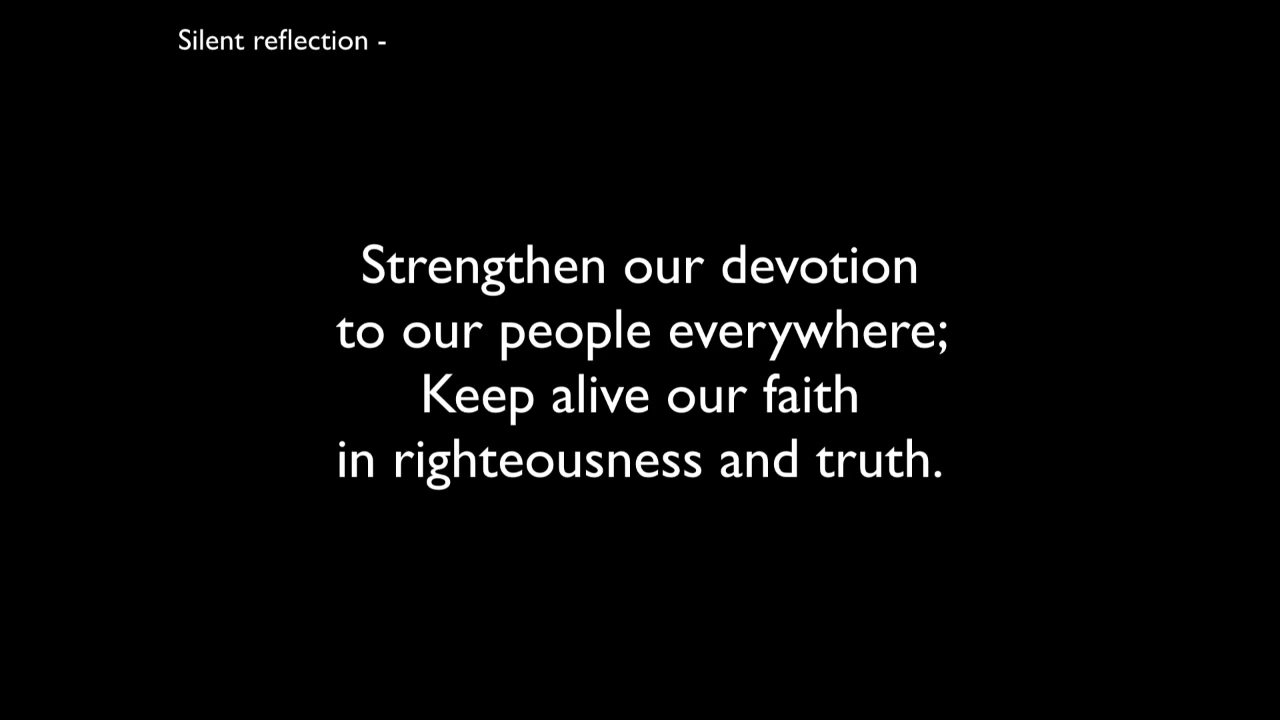 Silent reflection -
Strengthen our devotion
to our people everywhere;
Keep alive our faith
in righteousness and truth.